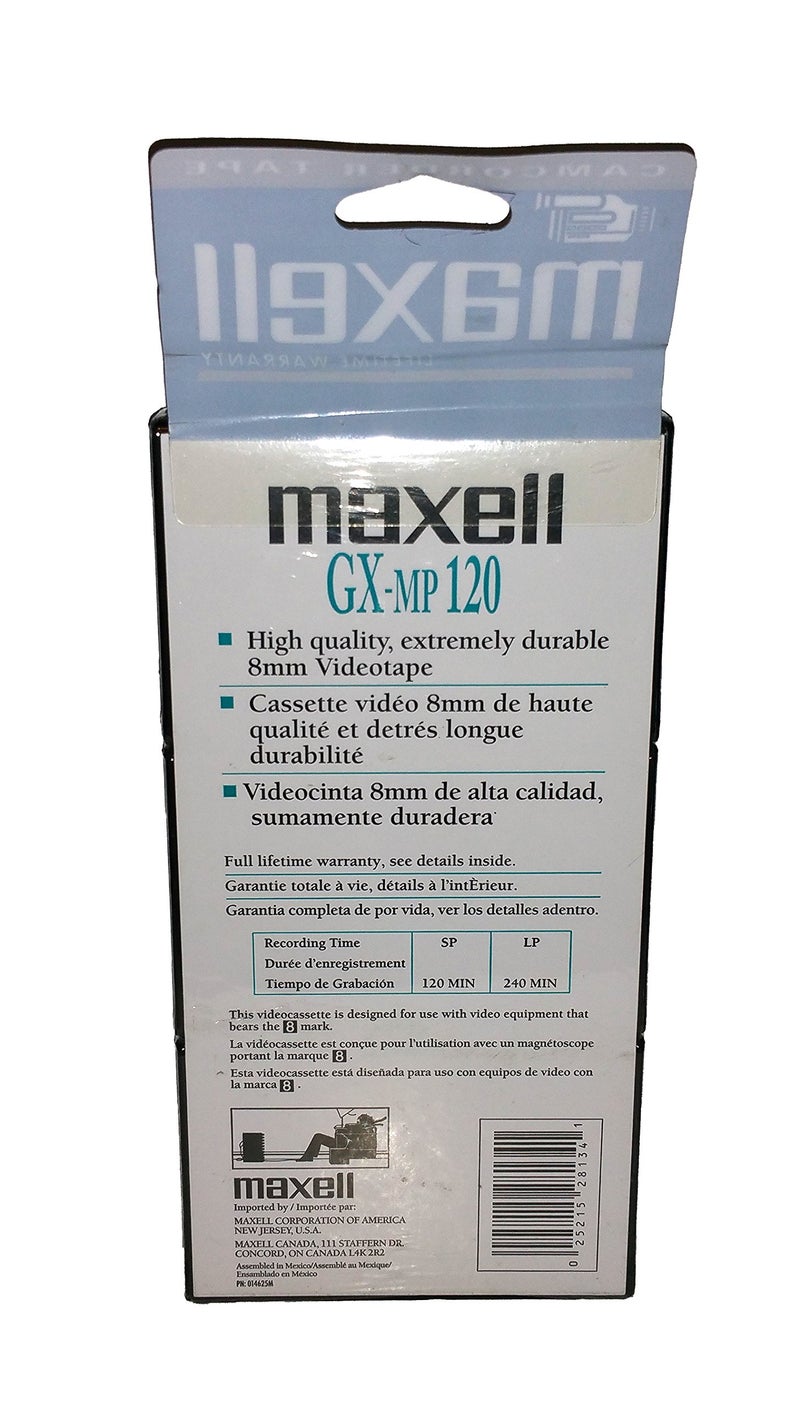 CAMCORDER TAPE
maxell
LIFETIME WARRANTY
maxell
GX-MP 120
High quality, extremely durable
8mm Videotape
Cassette vidéo 8mm de haute
qualité et detrés longue
durabilité
Videocinta 8mm de alta calidad,
sumamente duradera
Full lifetime warranty, see details inside.
Garantie totale à vie, détails à l'intÈrieur.
Garantia completa de por vida, ver los detalles adentro.
Recording Time SP LP
Durée d'enregistrement
Tiempo de Grabación 120 MIN 240 MIN
This videocassette is designed for use with video equipment that
bears the 8 mark.
La vidéocassette est conçue pour l'utilisation avec un magnétoscope
portant la marque 8 .
Esta videocassette está diseñada para uso con equipos de video con
la marca 8 .
maxell
Imported by / Importée par:
MAXELL CORPORATION OF AMERICA
NEW JERSEY, U.S.A.
MAXELL CANADA, 111 STAFFERN DR.
CONCORD, ON CANADA L4K 2R2
Assembled in Mexico/Assemblé au Mexique/
Ensamblado en México
PN: 014625M
0 25215 28134 1